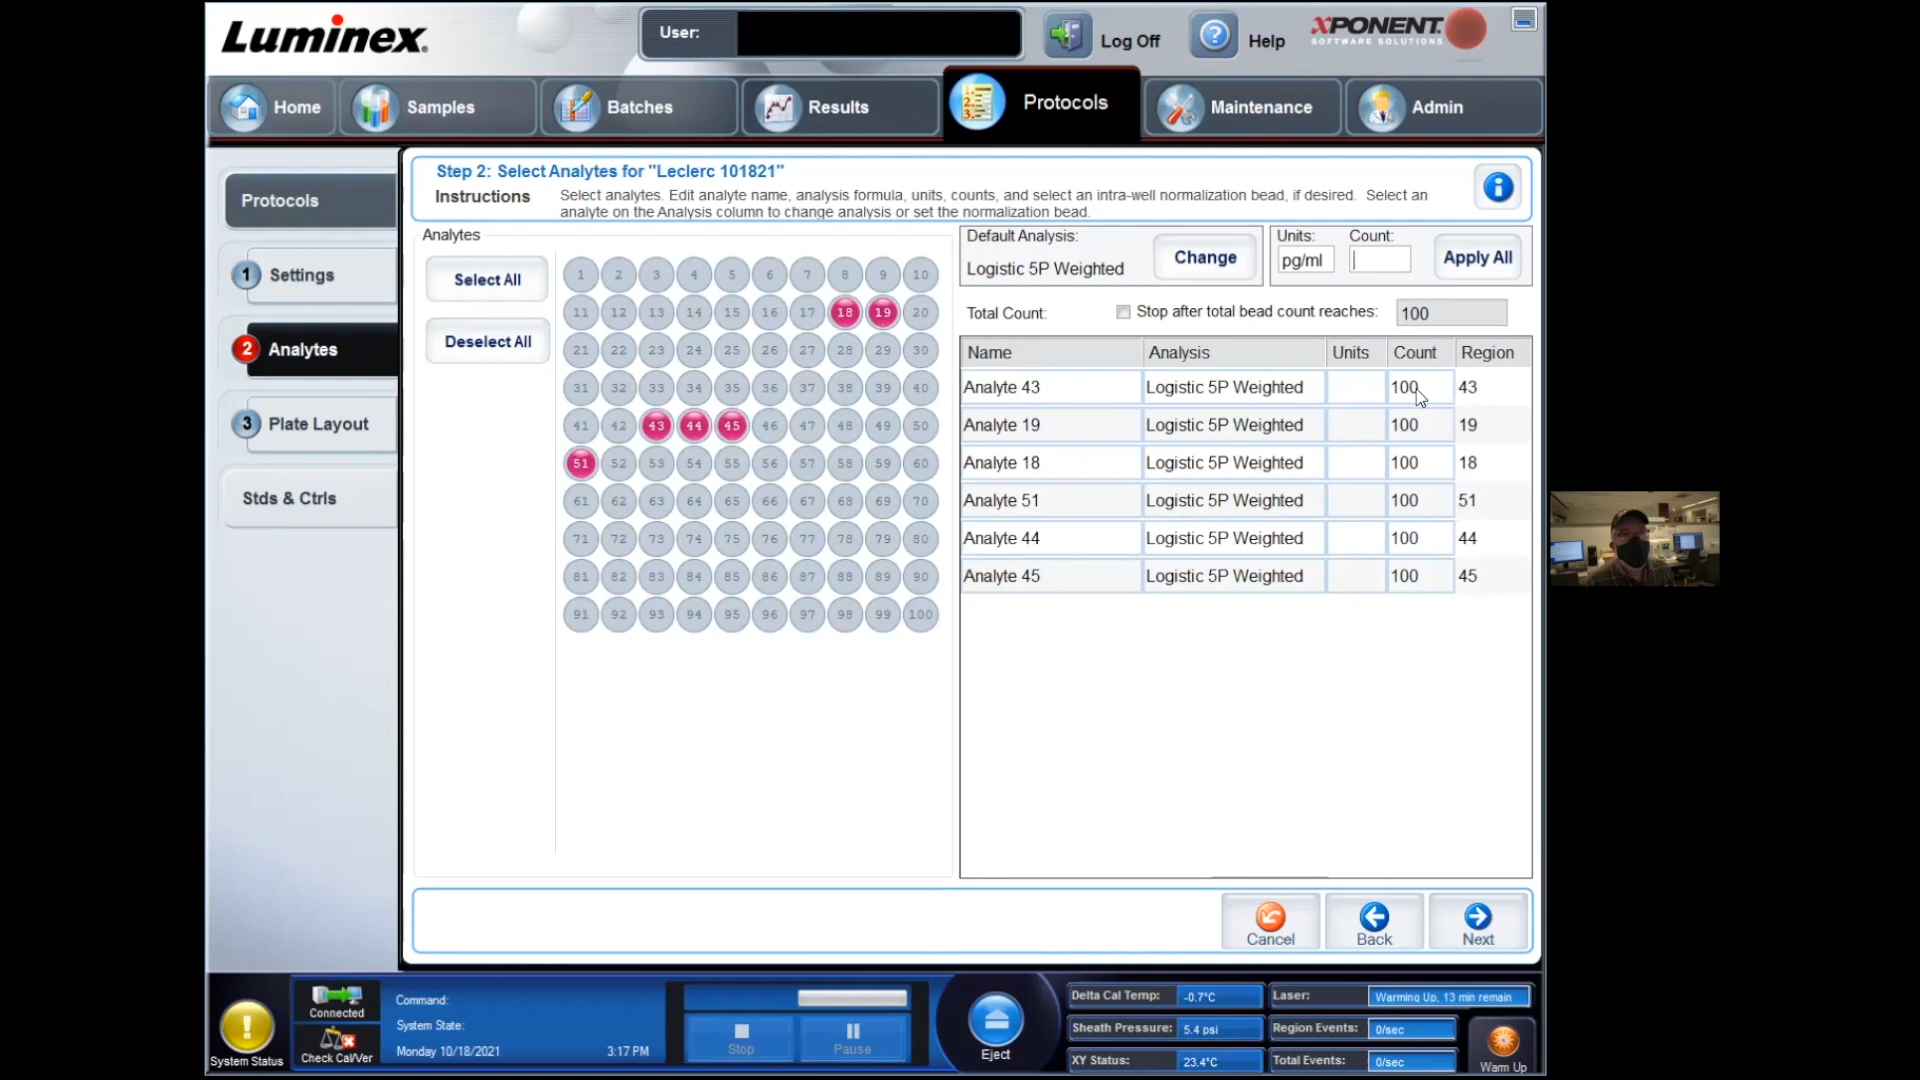 Luminex.
User:
Log Off
Help
XPONENT.
SOFTWARE SOLUTIONS
Home
Samples
Batches
Results
Protocols
Maintenance
Admin
Protocols
1 Settings
2 Analytes
3 Plate Layout
Stds & Ctrls
Step 2: Select Analytes for "Leclerc 101821"
Instructions
Select analytes. Edit analyte name, analysis formula, units, counts, and select an intra-well normalization bead, if desired. Select an
analyte on the Analysis column to change analysis or set the normalization bead.
Analytes
Select All
Deselect All
1 2 3 4 5 6 7 8 9 10
11 12 13 14 15 16 17 18 19 20
21 22 23 24 25 26 27 28 29 30
31 32 33 34 35 36 37 38 39 40
41 42 43 44 45 46 47 48 49 50
51 52 53 54 55 56 57 58 59 60
61 62 63 64 65 66 67 68 69 70
71 72 73 74 75 76 77 78 79 80
81 82 83 84 85 86 87 88 89 90
91 92 93 94 95 96 97 98 99 100
Default Analysis:
Logistic 5P Weighted
Change
Units:
pg/ml
Count:
Apply All
Total Count:
Stop after total bead count reaches:
100
Name Analysis Units Count Region
Analyte 43 Logistic 5P Weighted 100 43
Analyte 19 Logistic 5P Weighted 100 19
Analyte 18 Logistic 5P Weighted 100 18
Analyte 51 Logistic 5P Weighted 100 51
Analyte 44 Logistic 5P Weighted 100 44
Analyte 45 Logistic 5P Weighted 100 45
Cancel
Back
Next
System Status
Connected
Check Cal/Ver
Command:
System State:
Monday 10/18/2021 3:17 PM
Stop
Pause
Eject
Delta Cal Temp: -0.7°C
Sheath Pressure: 5.4 psi
XY Status: 23.4°C
Laser: Warming Up, 13 min remain
Region Events: 0/sec
Total Events: 0/sec
Warm Up